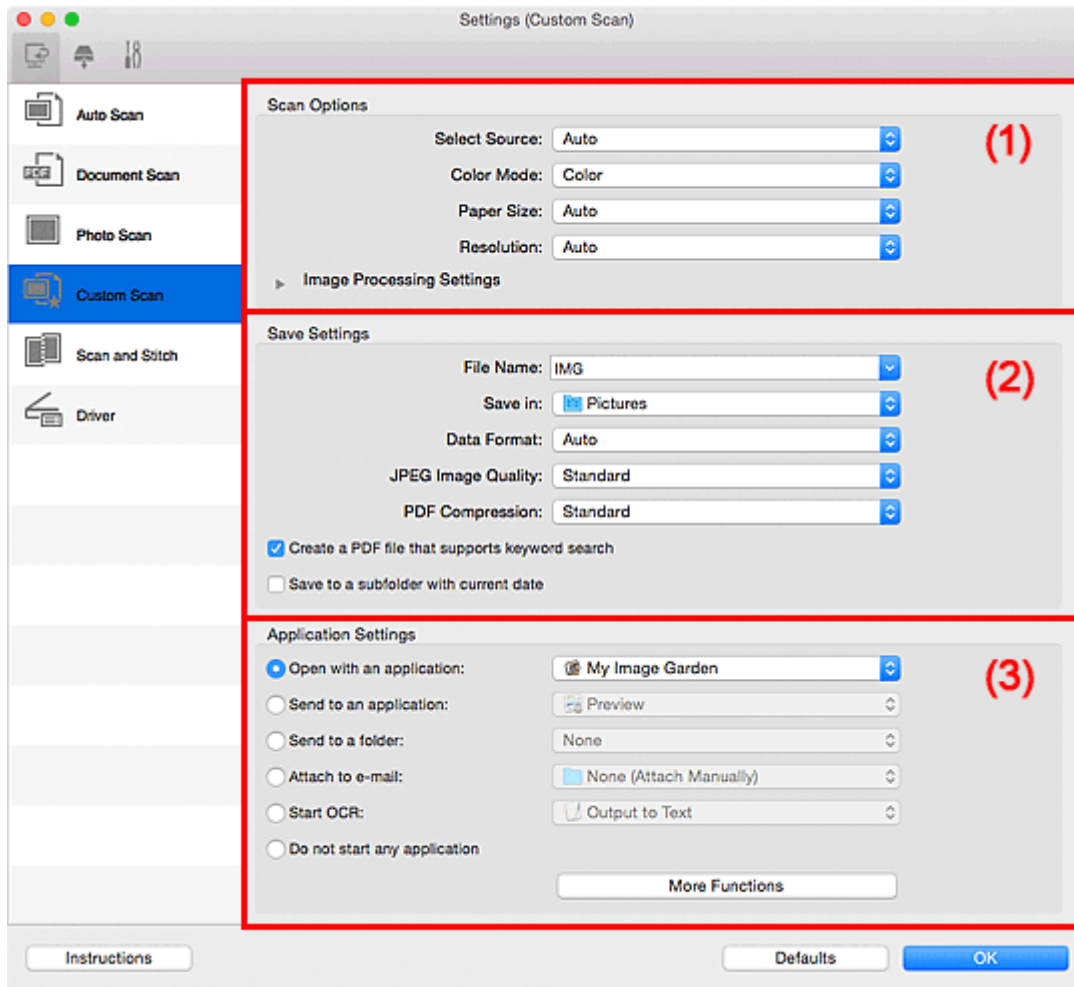 Settings (Custom Scan)
Auto Scan
Document Scan
Photo Scan
Custom Scan
Scan and Stitch
Driver
Scan Options
(1)
Select Source: Auto
Color Mode: Color
Paper Size: Auto
Resolution: Auto
Image Processing Settings
Save Settings
(2)
File Name: IMG
Save in: Pictures
Data Format: Auto
JPEG Image Quality: Standard
PDF Compression: Standard
Create a PDF file that supports keyword search
Save to a subfolder with current date
Application Settings
(3)
Open with an application: My Image Garden
Send to an application: Preview
Send to a folder: None
Attach to e-mail: None (Attach Manually)
Start OCR: Output to Text
Do not start any application
More Functions
Instructions
Defaults
OK